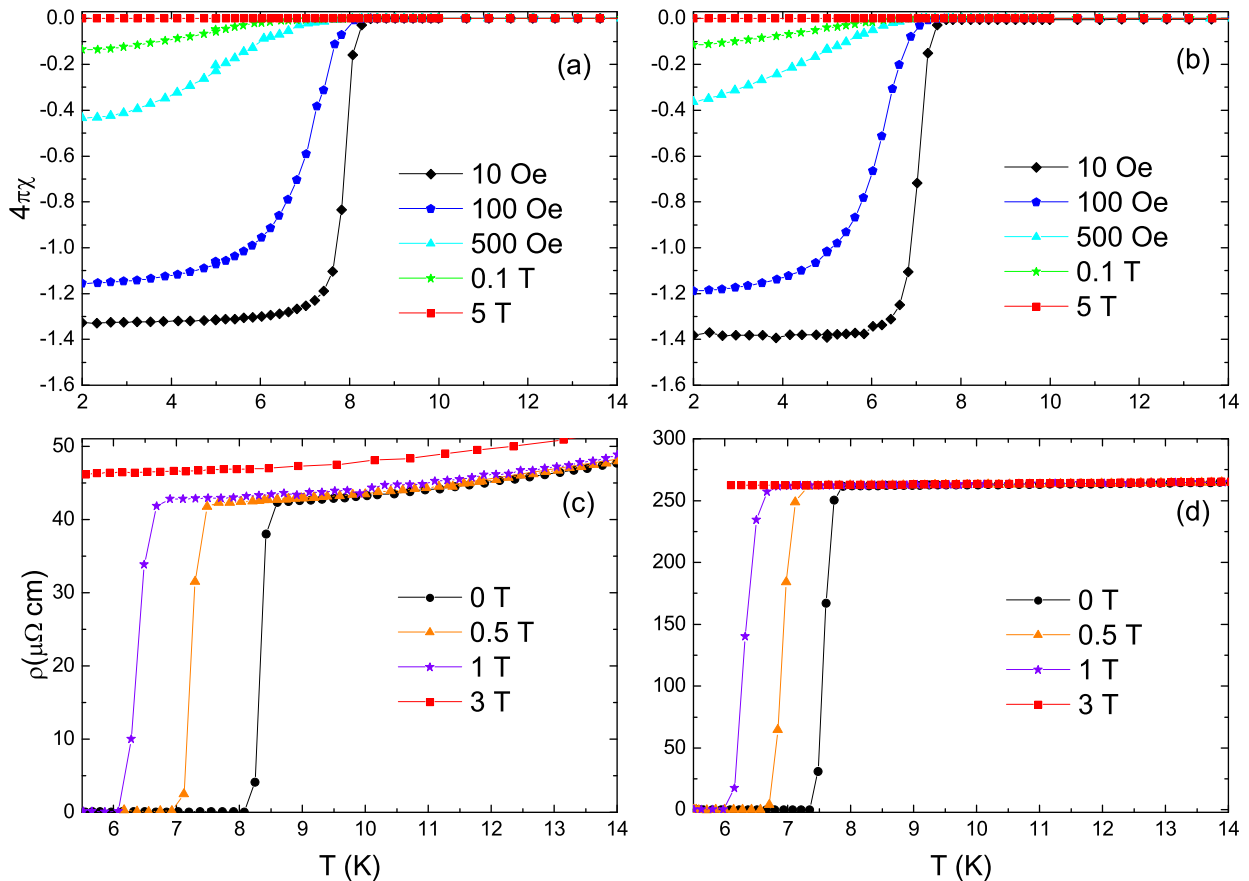 0.0
-0.2
-0.4
-0.6
-0.8
-1.0
-1.2
-1.4
-1.6
4πχ
2 4 6 8 10 12 14
(a)
10 Oe
100 Oe
500 Oe
0.1 T
5 T
0.0
-0.2
-0.4
-0.6
-0.8
-1.0
-1.2
-1.4
-1.6
2 4 6 8 10 12 14
(b)
10 Oe
100 Oe
500 Oe
0.1 T
5 T
50
40
30
20
10
0
ρ(μΩ cm)
6 7 8 9 10 11 12 13 14
T (K)
(c)
0 T
0.5 T
1 T
3 T
300
250
200
150
100
50
0
6 7 8 9 10 11 12 13 14
T (K)
(d)
0 T
0.5 T
1 T
3 T